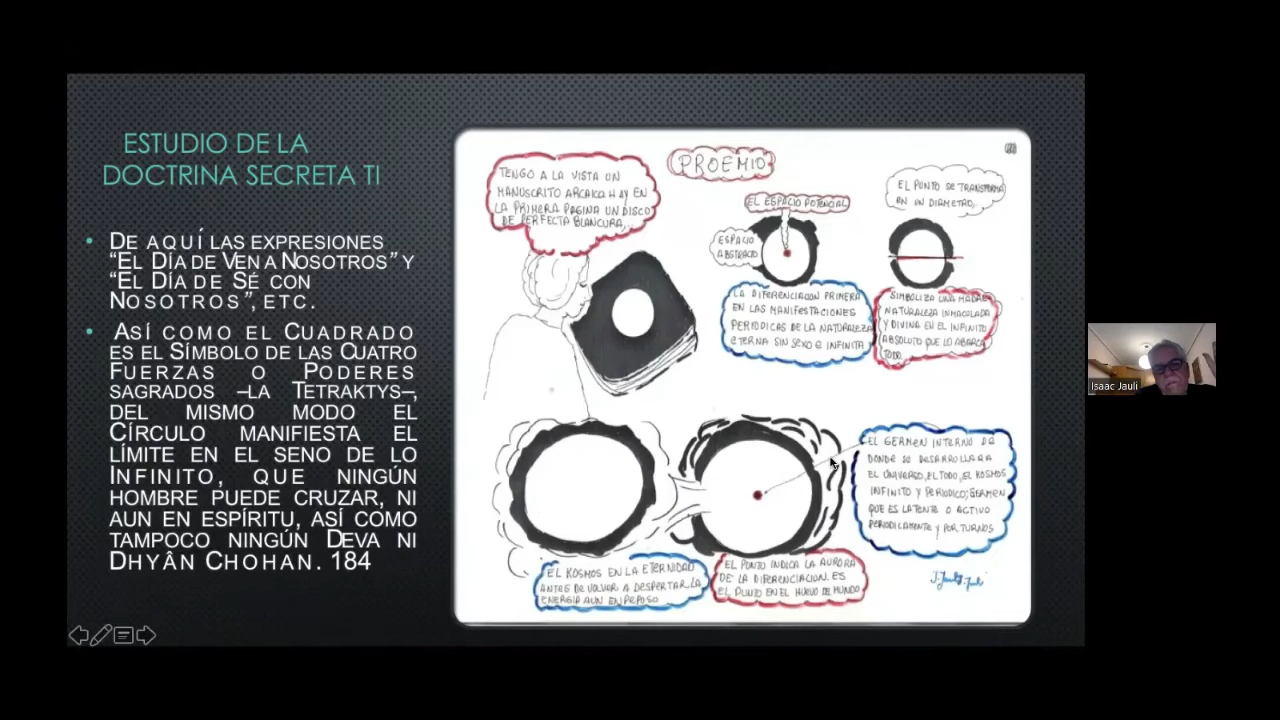 ESTUDIO DE LA
DOCTRINA SECRETA TI
• DE AQUÍ LAS EXPRESIONES
“EL DÍA DE VEN A NOSOTROS” Y
“EL DÍA DE SÉ CON
NOSOTROS”, ETC.
• ASÍ COMO EL CUADRADO
ES EL SÍMBOLO DE LAS CUATRO
FUERZAS O PODERES
SAGRADOS –LA TETRAKTYS–,
DEL MISMO MODO EL
CÍRCULO MANIFIESTA EL
LÍMITE EN EL SENO DE LO
INFINITO, QUE NINGÚN
HOMBRE PUEDE CRUZAR, NI
AUN EN ESPÍRITU, ASÍ COMO
TAMPOCO NINGÚN DEVA NI
DHYÂN CHOHAN. 184
PROEMIO
TENGO A LA VISTA UN
MANUSCRITO ARCAICO HAY EN
LA PRIMERA PAGINA UN DISCO
DE PERFECTA BLANCURA,..
EL ESPACIO POTENCIAL
ESPACIO
ABSTRACTO
EL PUNTO SE TRANSFORMA
EN UN DIAMETRO,..
LA DIFERENCIACION PRIMERA
EN LAS MANIFESTACIONES
PERIODICAS DE LA NATURALEZA
ETERNA SIN SEXO E INFINITA
SIMBOLIZA UNA MADRE
NATURALEZA INMACULADA
Y DIVINA EN EL INFINITO
ABSOLUTO QUE LO ABARCA
TODO.
EL GERMEN INTERNO DE
DONDE SE DESARROLLARA
EL UNIVERSO, EL TODO, EL KOSMOS
INFINITO Y PERIODICO; GERMEN
QUE ES LATENTE O ACTIVO
PERIODICAMENTE Y POR TURNOS
EL KOSMOS EN LA ETERNIDAD
ANTES DE VOLVER A DESPERTAR, LA
ENERGIA AUN EN REPOSO
EL PUNTO INDICA LA AURORA
DE LA DIFERENCIACION. ES
EL PUNTO EN EL HUEVO DE MUNDO
Isaac Jauli